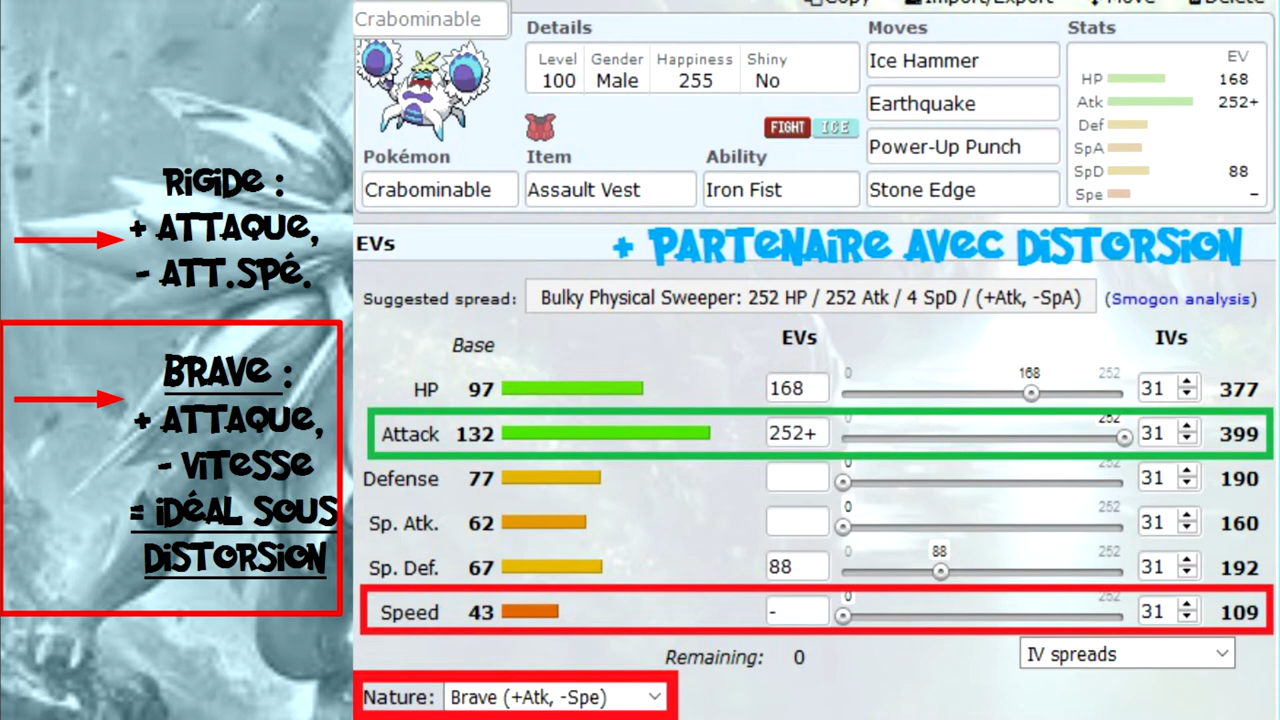 RIGIDE :
+ ATTAQUE,
- ATT.SPÉ.
BRAVE :
+ ATTAQUE,
- VITESSE
= IDÉAL SOUS
DISTORSION
Copy Import/Export Move Delete
Crabominable
Details
Level Gender Happiness Shiny
100 Male 255 No
FIGHT ICE
Pokémon Item Ability
Crabominable Assault Vest Iron Fist
Moves
Ice Hammer
Earthquake
Power-Up Punch
Stone Edge
Stats
EV
HP 168
Atk 252+
Def
SpA
SpD 88
Spe –
EVs
+ PARTENAIRE AVEC DISTORSION
Suggested spread: Bulky Physical Sweeper: 252 HP / 252 Atk / 4 SpD / (+Atk, -SpA) (Smogon analysis)
Base EVs IVs
0 168 252
HP 97 168 31 377
0 252
Attack 132 252+ 31 399
0 252
Defense 77 31 190
0 252
Sp. Atk. 62 31 160
0 88 252
Sp. Def. 67 88 31 192
0 252
Speed 43 - 31 109
Remaining: 0 IV spreads
Nature: Brave (+Atk, -Spe)